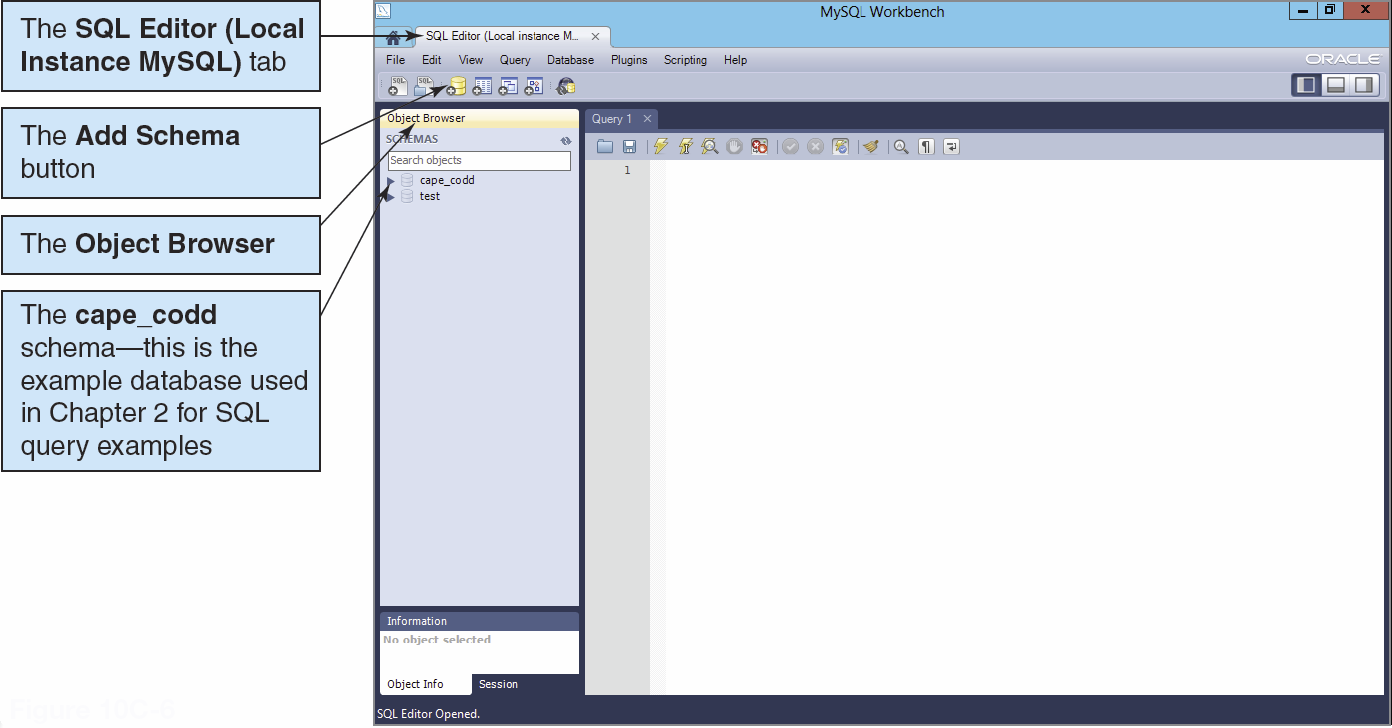 The SQL Editor (Local
Instance MySQL) tab
The Add Schema
button
The Object Browser
The cape_codd
schema—this is the
example database used
in Chapter 2 for SQL
query examples
Figure 10C-6
MySQL Workbench
SQL Editor (Local instance M...
File Edit View Query Database Plugins Scripting Help
ORACLE
SQL SQL
Object Browser
SCHEMAS
Search objects
cape_codd
test
Information
No object selected
Object Info Session
Query 1
1
SQL Editor Opened.